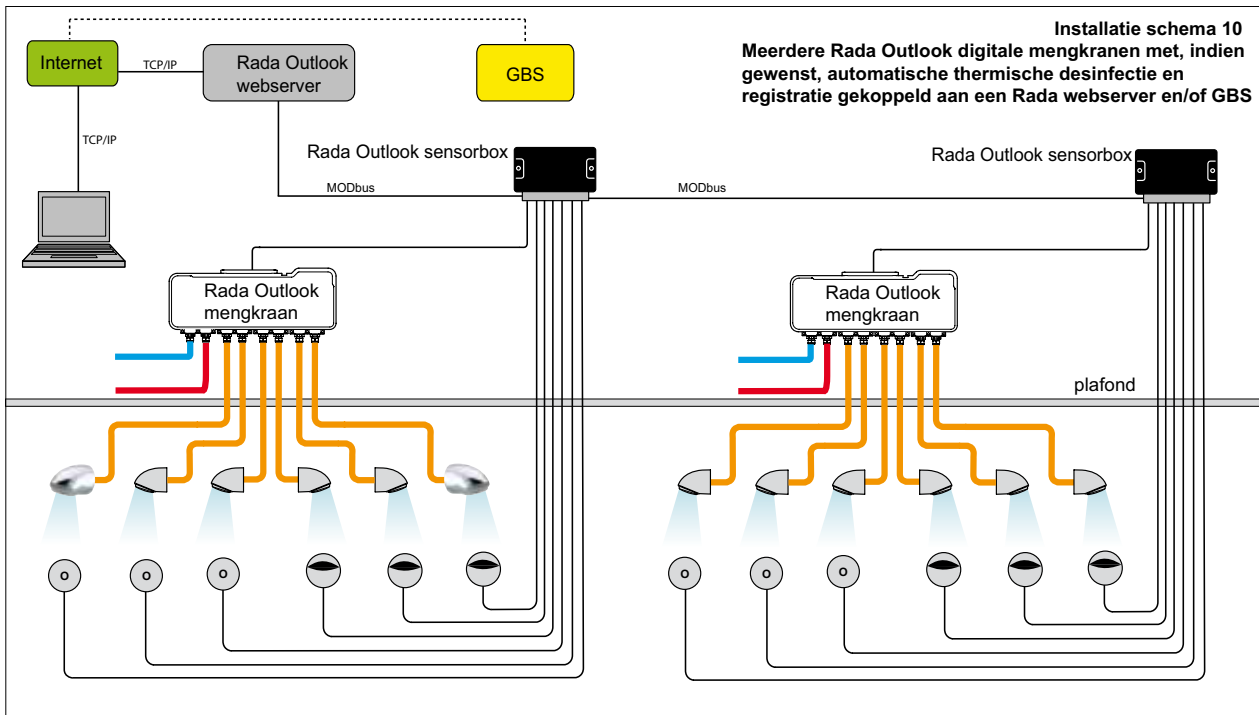 Installatie schema 10
Meerdere Rada Outlook digitale mengkranen met, indien
gewenst, automatische thermische desinfectie en
registratie gekoppeld aan een Rada webserver en/of GBS
Internet
TCP/IP
Rada Outlook
webserver
GBS
TCP/IP
Rada Outlook sensorbox
Rada Outlook sensorbox
MODbus
MODbus
Rada Outlook
mengkraan
Rada Outlook
mengkraan
plafond
o
o
o
o
o
o